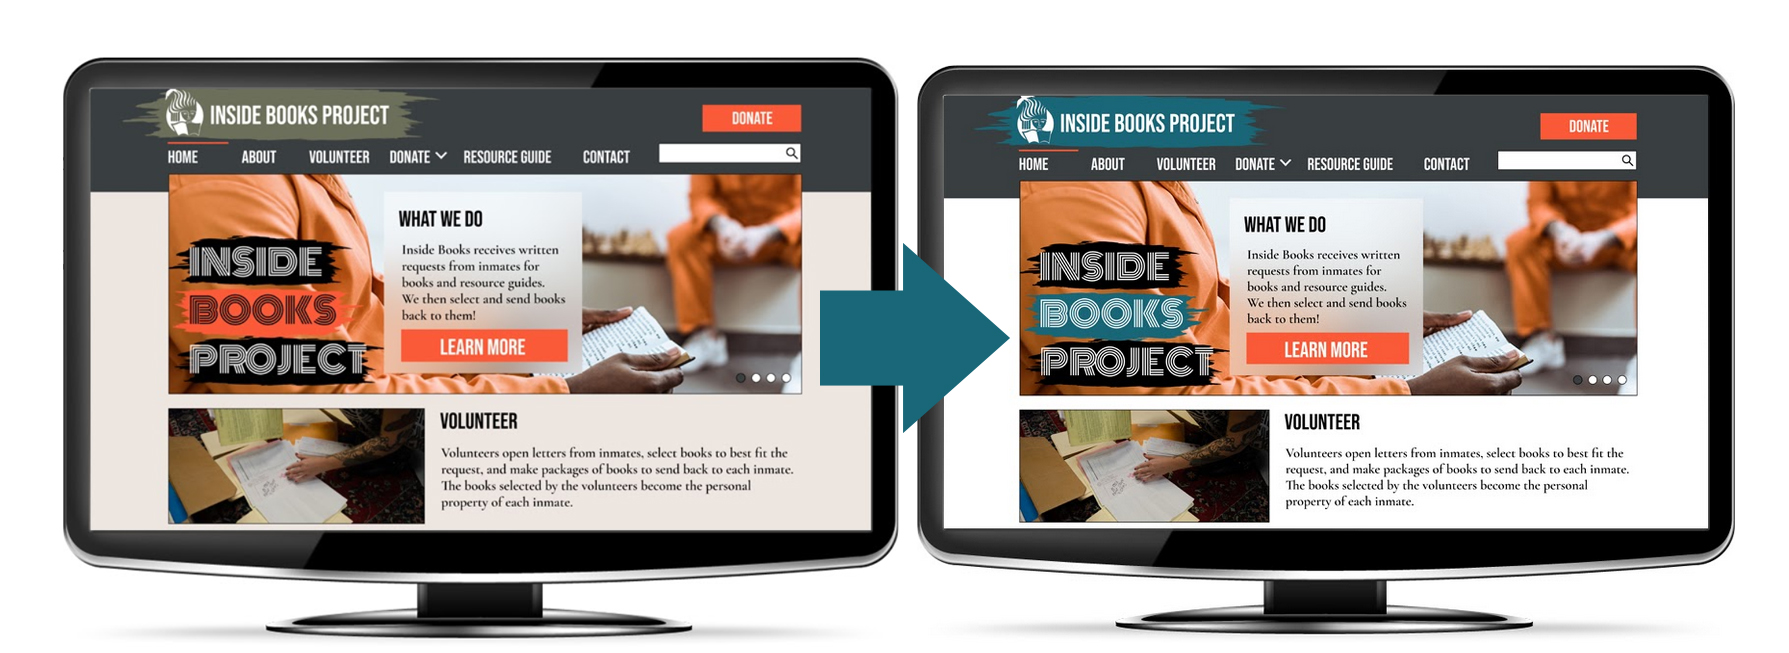 INSIDE BOOKS PROJECT
DONATE
HOME ABOUT VOLUNTEER DONATE RESOURCE GUIDE CONTACT
INSIDE
BOOKS
PROJECT
WHAT WE DO
Inside Books receives written
requests from inmates for
books and resource guides.
We then select and send books
back to them!
LEARN MORE
VOLUNTEER
Volunteers open letters from inmates, select books to best fit the
request, and make packages of books to send back to each inmate.
The books selected by the volunteers become the personal
property of each inmate.
INSIDE BOOKS PROJECT
DONATE
HOME ABOUT VOLUNTEER DONATE RESOURCE GUIDE CONTACT
INSIDE
BOOKS
PROJECT
WHAT WE DO
Inside Books receives written
requests from inmates for
books and resource guides.
We then select and send books
back to them!
LEARN MORE
VOLUNTEER
Volunteers open letters from inmates, select books to best fit the
request, and make packages of books to send back to each inmate.
The books selected by the volunteers become the personal
property of each inmate.